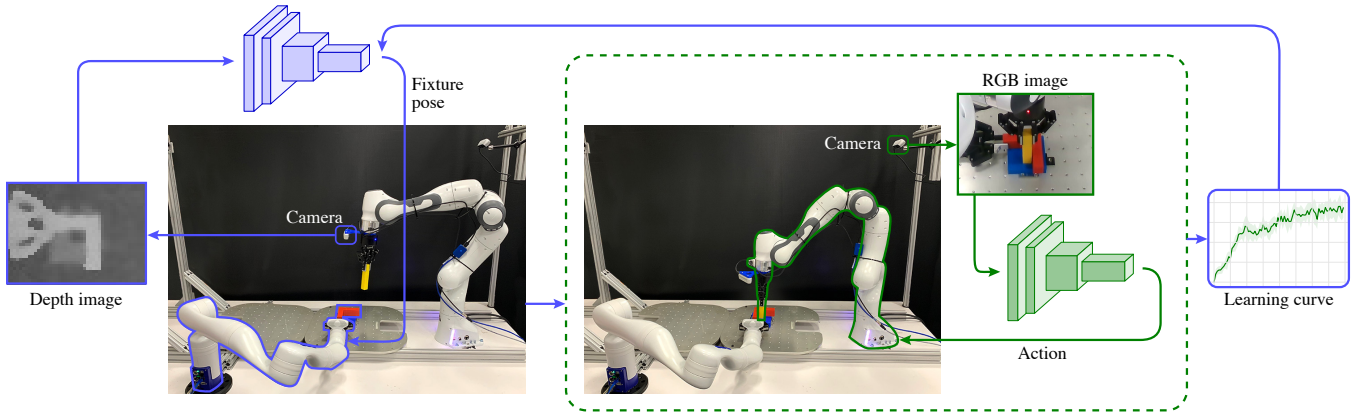 Fixture
pose
RGB image
Camera
Camera
Depth image
Learning curve
Action